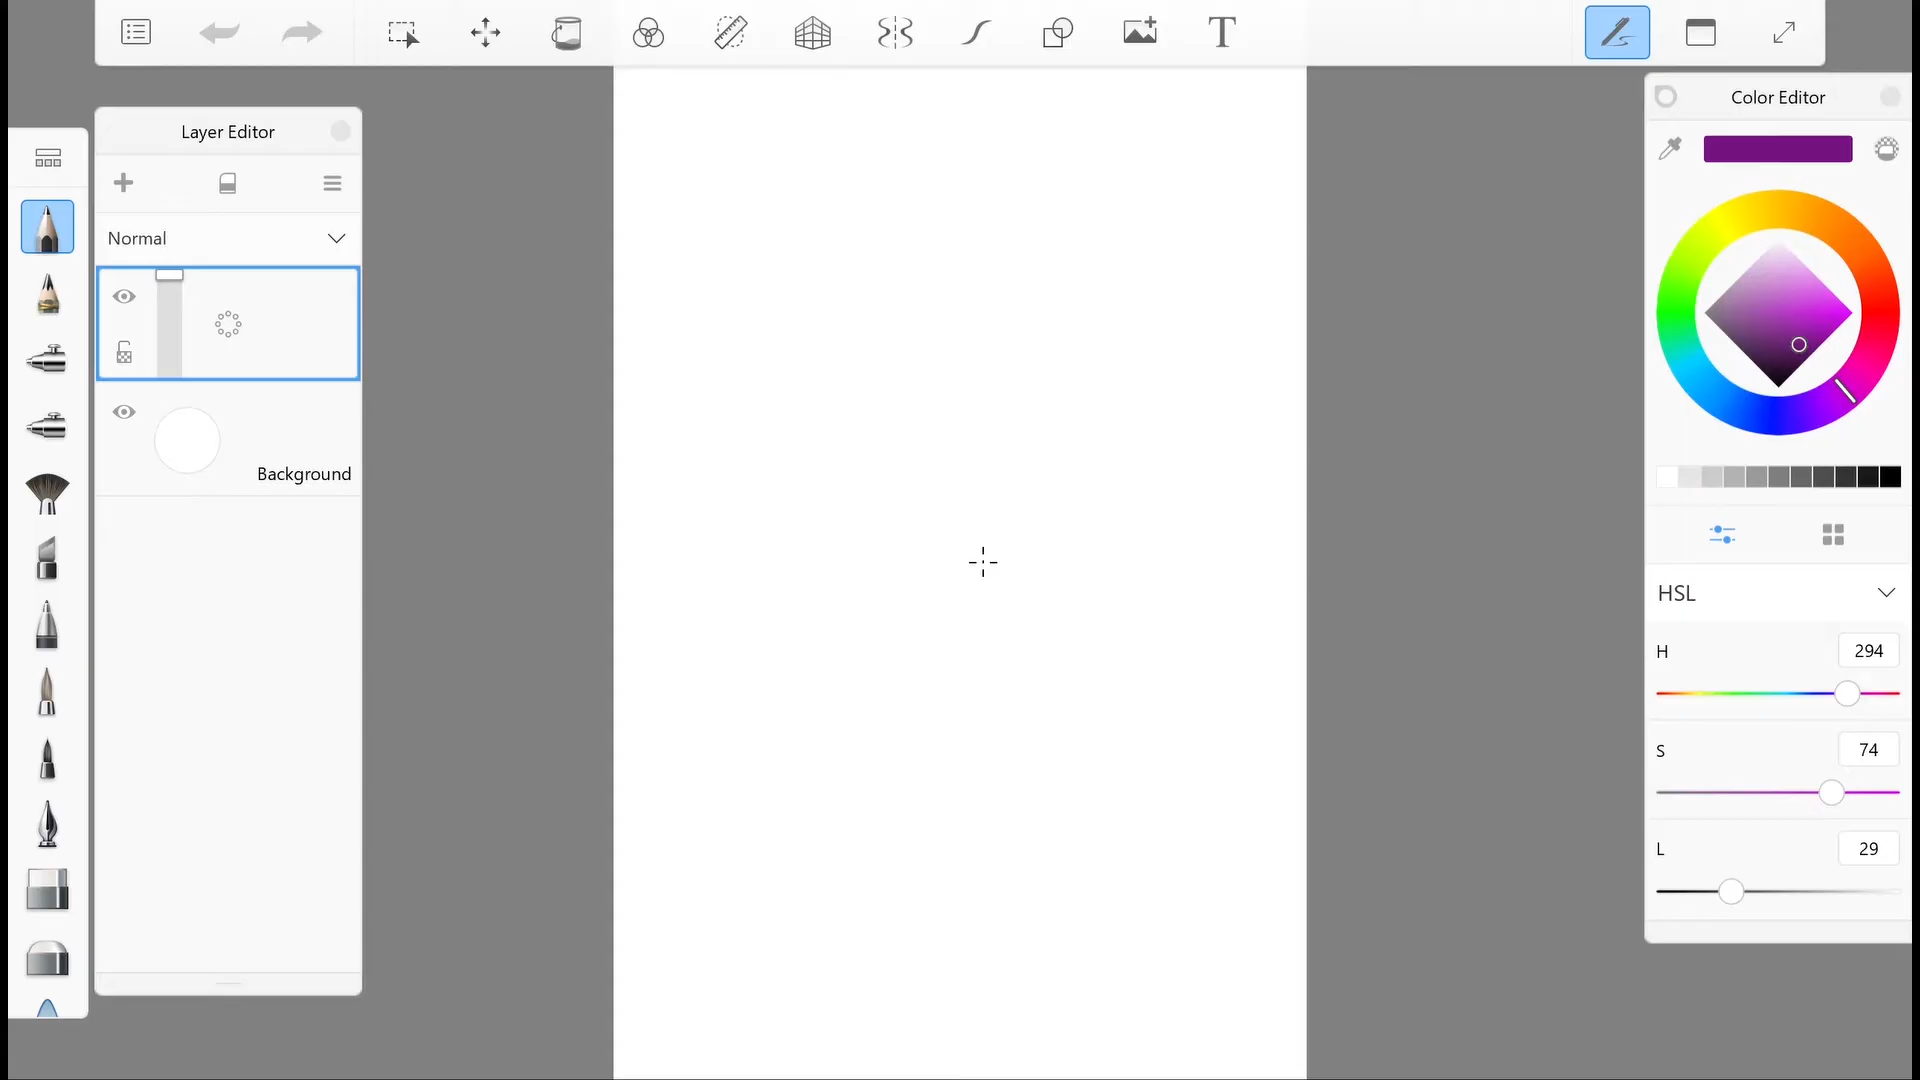 T
Layer Editor
Color Editor
Normal
Background
HSL
H 294
S 74
L 29